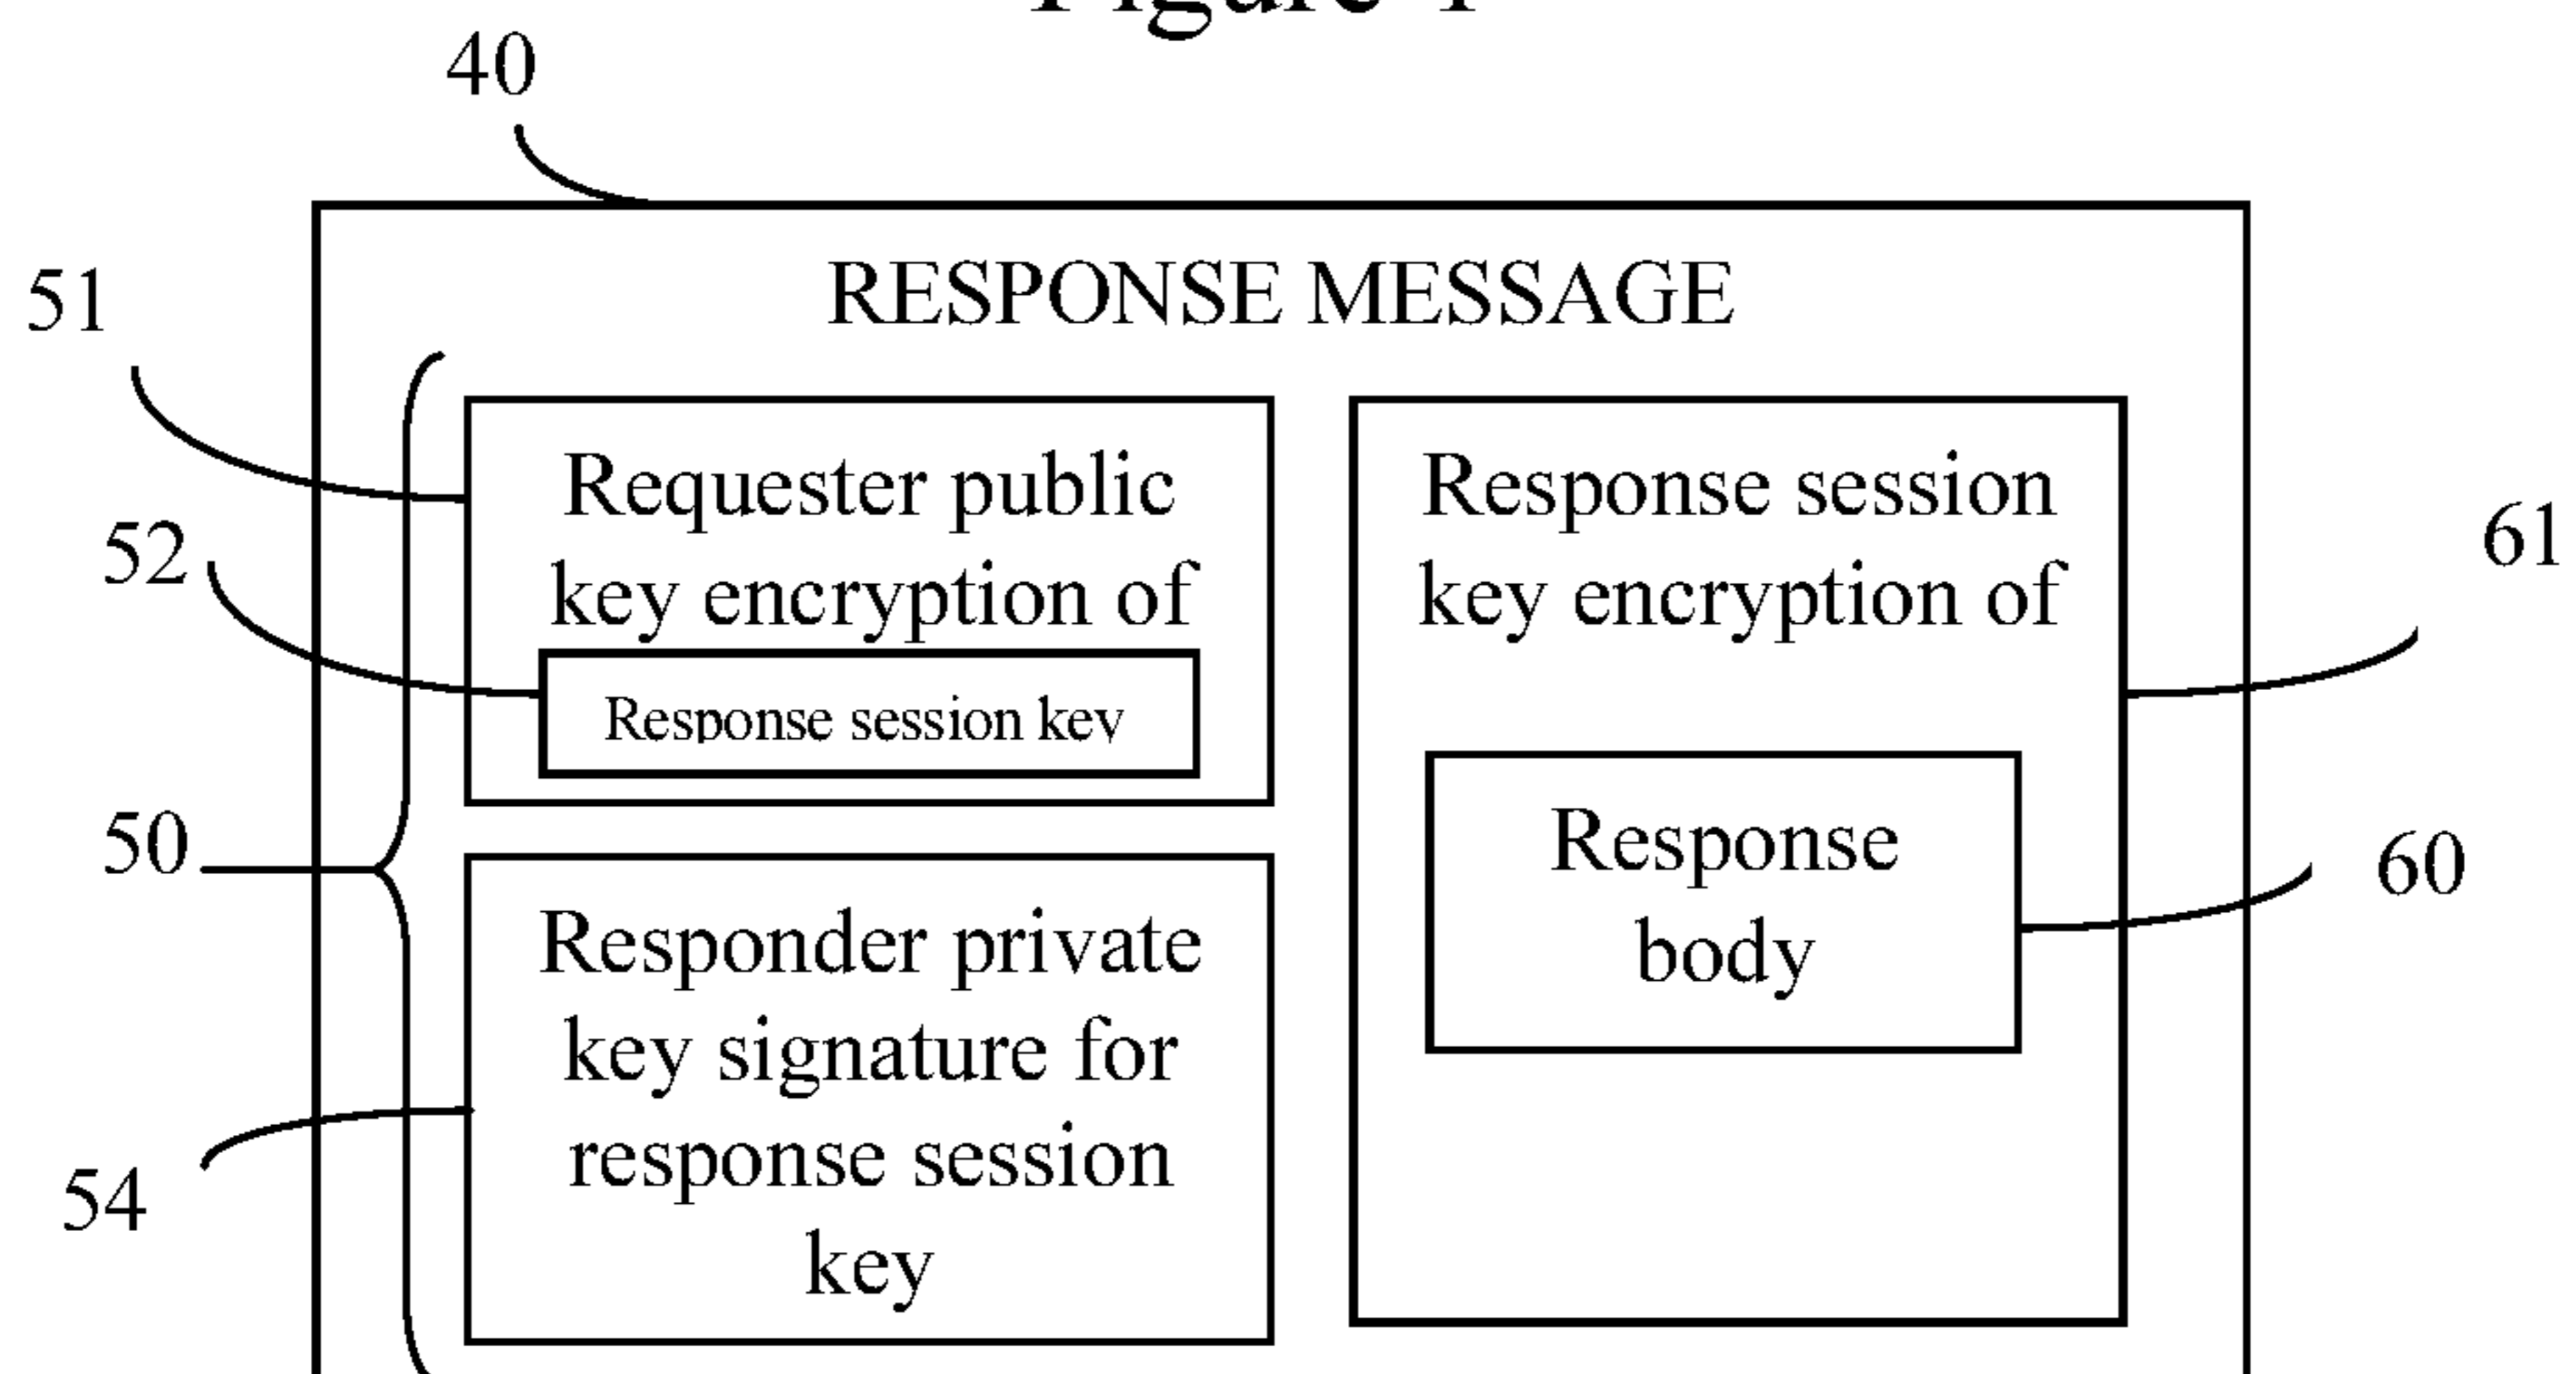 40
RESPONSE MESSAGE
51
Requester public
key encryption of
52
Response session key
50
Responder private
key signature for
response session
key
54
Response session
key encryption of
61
Response
body
60